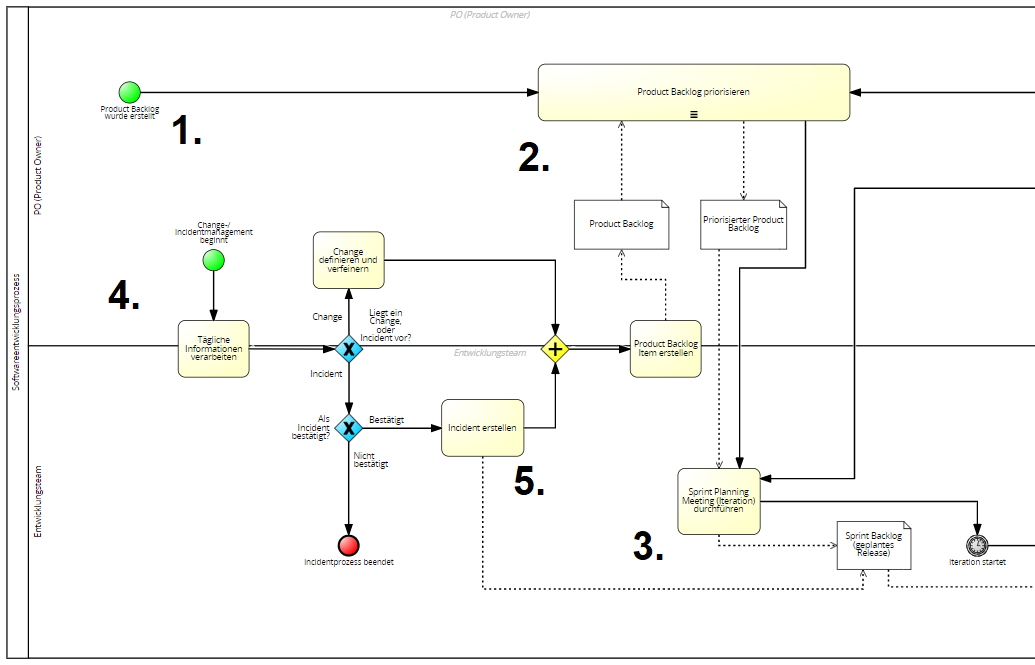 PO (Product Owner)
Product Backlog
wurde erstellt
1.
Product Backlog priorisieren
PO (Product Owner)
2.
Product Backlog
Priorisierter Product
Backlog
Change-/
Incidentmanagement
beginnt
Change
definieren und
verfeinern
4.
Change
Liegt ein
Change,
oder
Incident vor?
Tägliche
Informationen
verarbeiten
X
Entwicklungsteam
+
Product Backlog
Item erstellen
Softwareentwicklungsprozess
Incident
Als
Incident
bestätigt?
X
Bestätigt
Incident erstellen
Nicht
bestätigt
5.
Entwicklungsteam
Sprint Planning
Meeting (Iteration)
durchführen
3.
Sprint Backlog
(geplantes
Release)
Iteration startet
Incidentprozess beendet